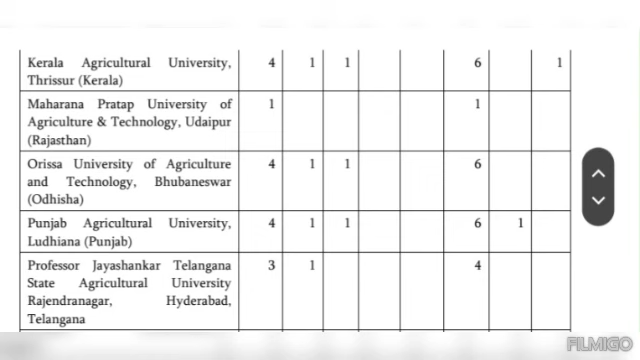 Kerala Agricultural University, 4 1 1 6 1
Thrissur (Kerala)
Maharana Pratap University of 1 1
Agriculture & Technology, Udaipur
(Rajasthan)
Orissa University of Agriculture 4 1 1 6
and Technology, Bhubaneswar
(Odhisha)
Punjab Agricultural University, 4 1 1 6 1
Ludhiana (Punjab)
Professor Jayashankar Telangana 3 1 4
State Agricultural University
Rajendranagar, Hyderabad,
Telangana
FILMIGO